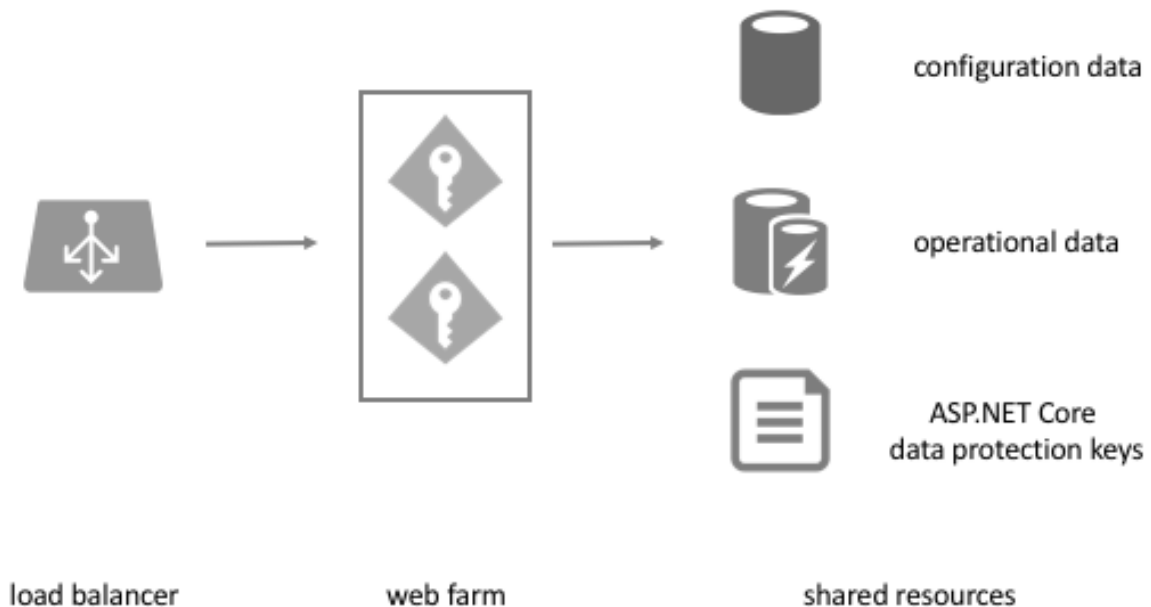 configuration data
operational data
ASP.NET Core
data protection keys
load balancer
web farm
shared resources